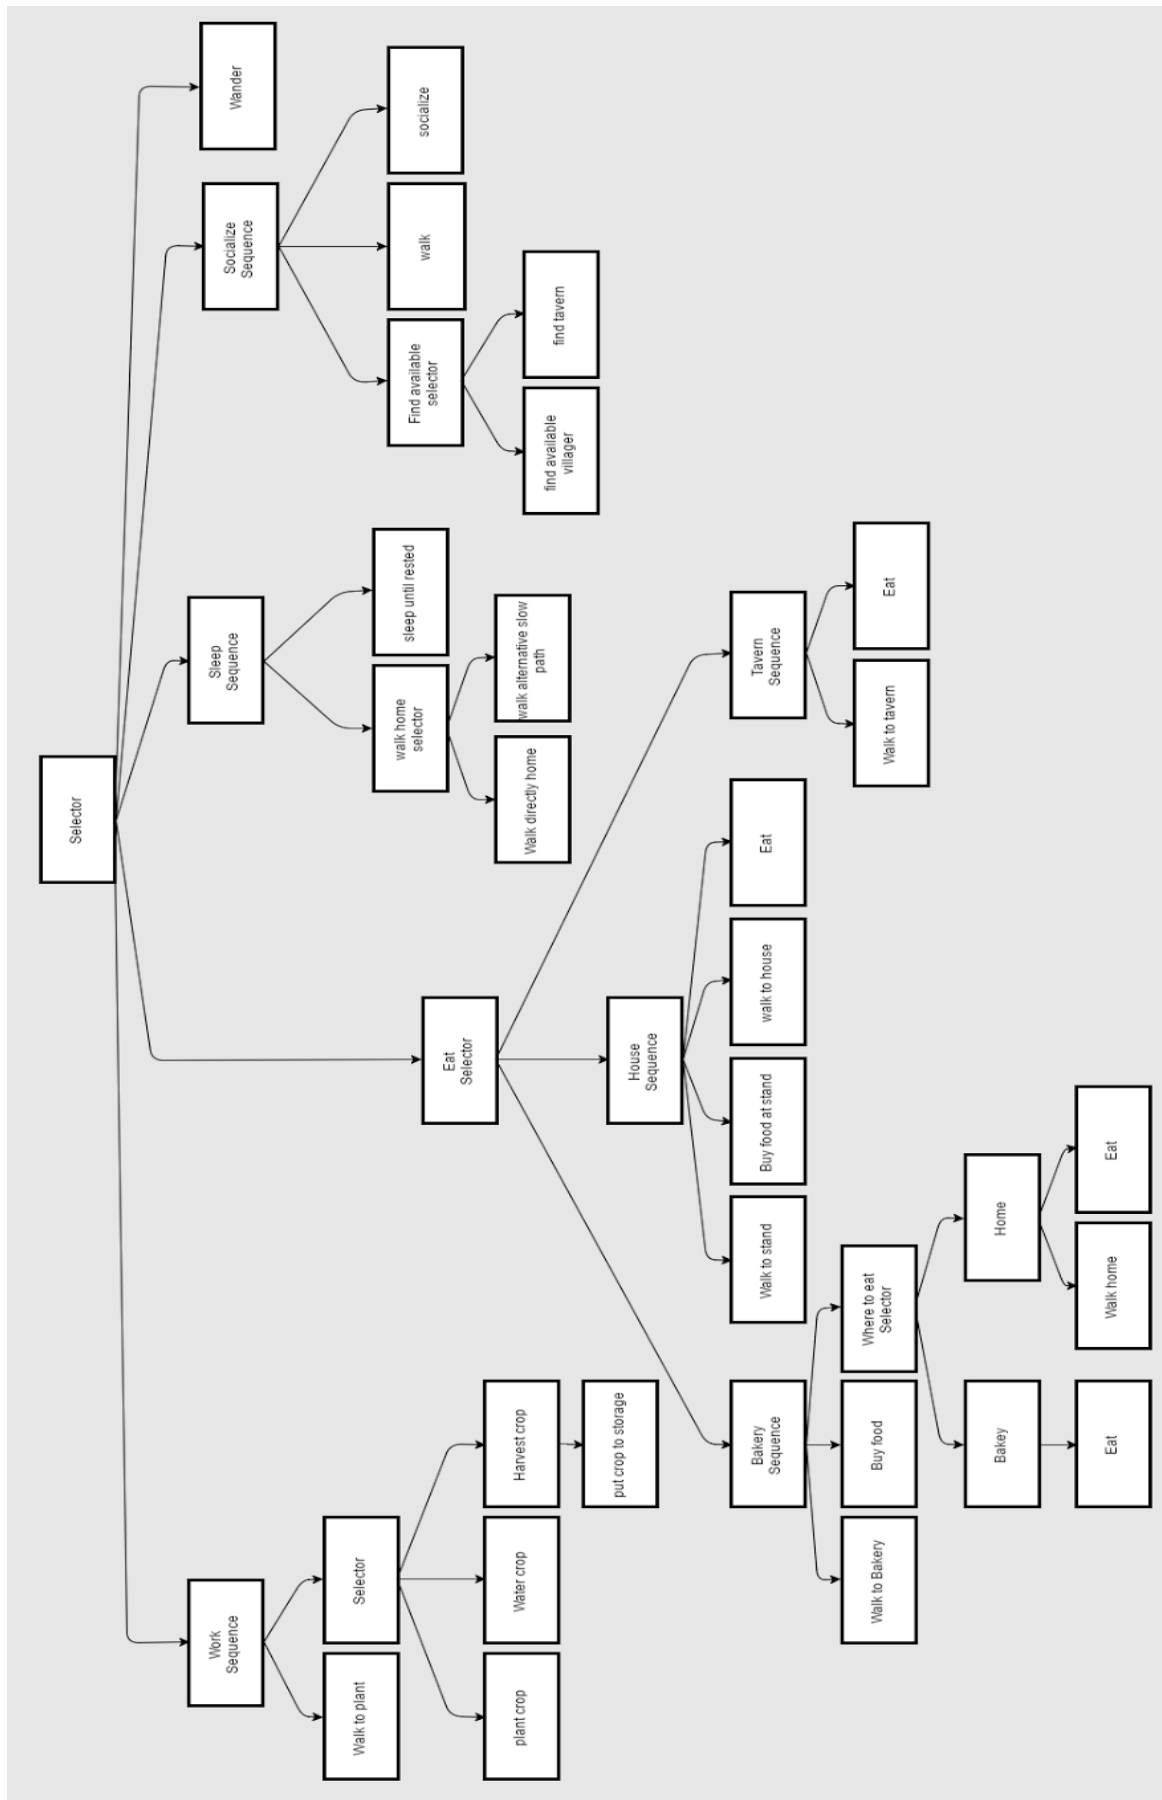 Selector
Work
Sequence
Eat
Selector
Sleep
Sequence
Socialize
Sequence
Wander
Walk to plant
Selector
plant crop
Water crop
Harvest crop
put crop to storage
Bakery
Sequence
House
Sequence
Tavern
Sequence
Walk to Bakery
Buy food
Where to eat
Selector
Bakey
Home
Eat
Walk home
Eat
Walk to stand
Buy food at stand
walk to house
Eat
Walk to tavern
Eat
walk home
selector
sleep until rested
Walk directly home
walk alternative slow
path
Find available
selector
walk
socialize
find available
villager
find tavern